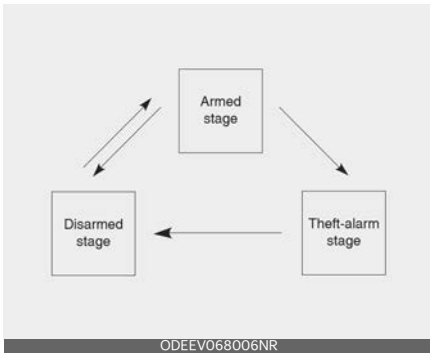 Armed
stage
Disarmed
stage
Theft-alarm
stage
ODEEV068006NR